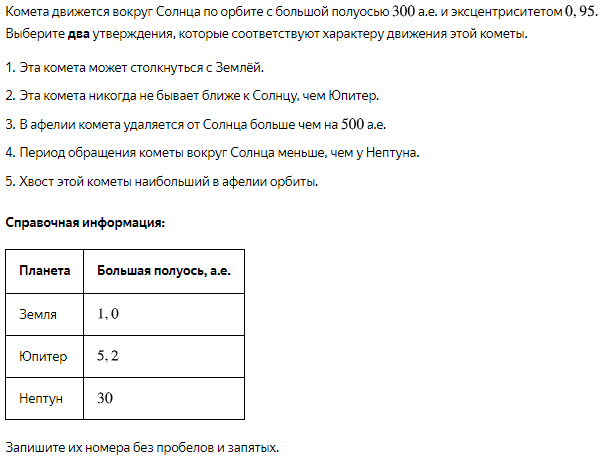 Комета движется вокруг Солнца по орбите с большой полуосью 300 а.е. и эксцентриситетом 0,95.
Выберите два утверждения, которые соответствуют характеру движения этой кометы.
1. Эта комета может столкнуться с Землёй.
2. Эта комета никогда не бывает ближе к Солнцу, чем Юпитер.
3. В афелии комета удаляется от Солнца больше чем на 500 а.е.
4. Период обращения кометы вокруг Солнца меньше, чем у Нептуна.
5. Хвост этой кометы наибольший в афелии орбиты.
Справочная информация:
Планета Большая полуось, а.е.
Земля 1,0
Юпитер 5,2
Нептун 30
Запишите их номера без пробелов и запятых.